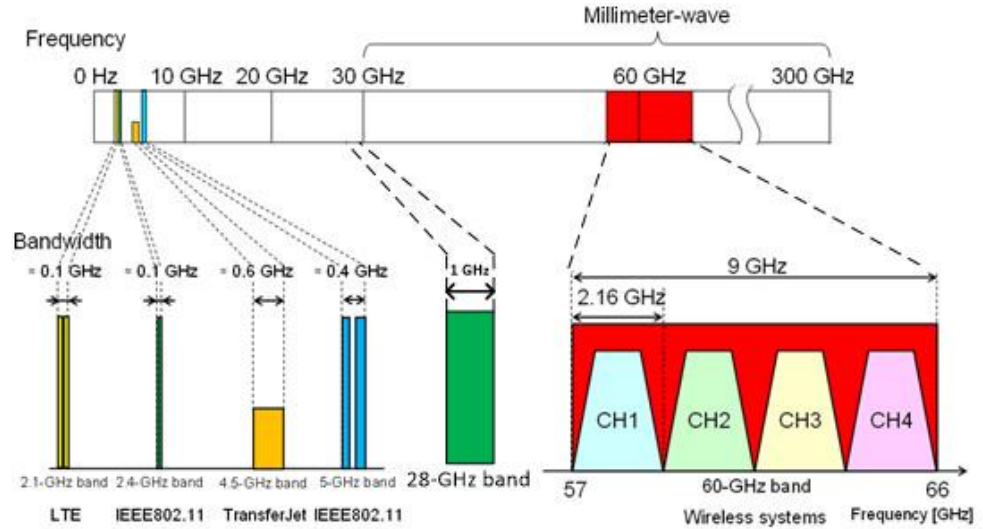 Millimeter-wave
Frequency
0 Hz 10 GHz 20 GHz 30 GHz 60 GHz 300 GHz
Bandwidth
= 0.1 GHz = 0.1 GHz = 0.6 GHz = 0.4 GHz 1 GHz 9 GHz
2.16 GHz
CH1 CH2 CH3 CH4
2.1-GHz band 2.4-GHz band 4.5-GHz band 5-GHz band 28-GHz band 57 60-GHz band 66
LTE IEEE802.11 TransferJet IEEE802.11 Wireless systems Frequency [GHz]